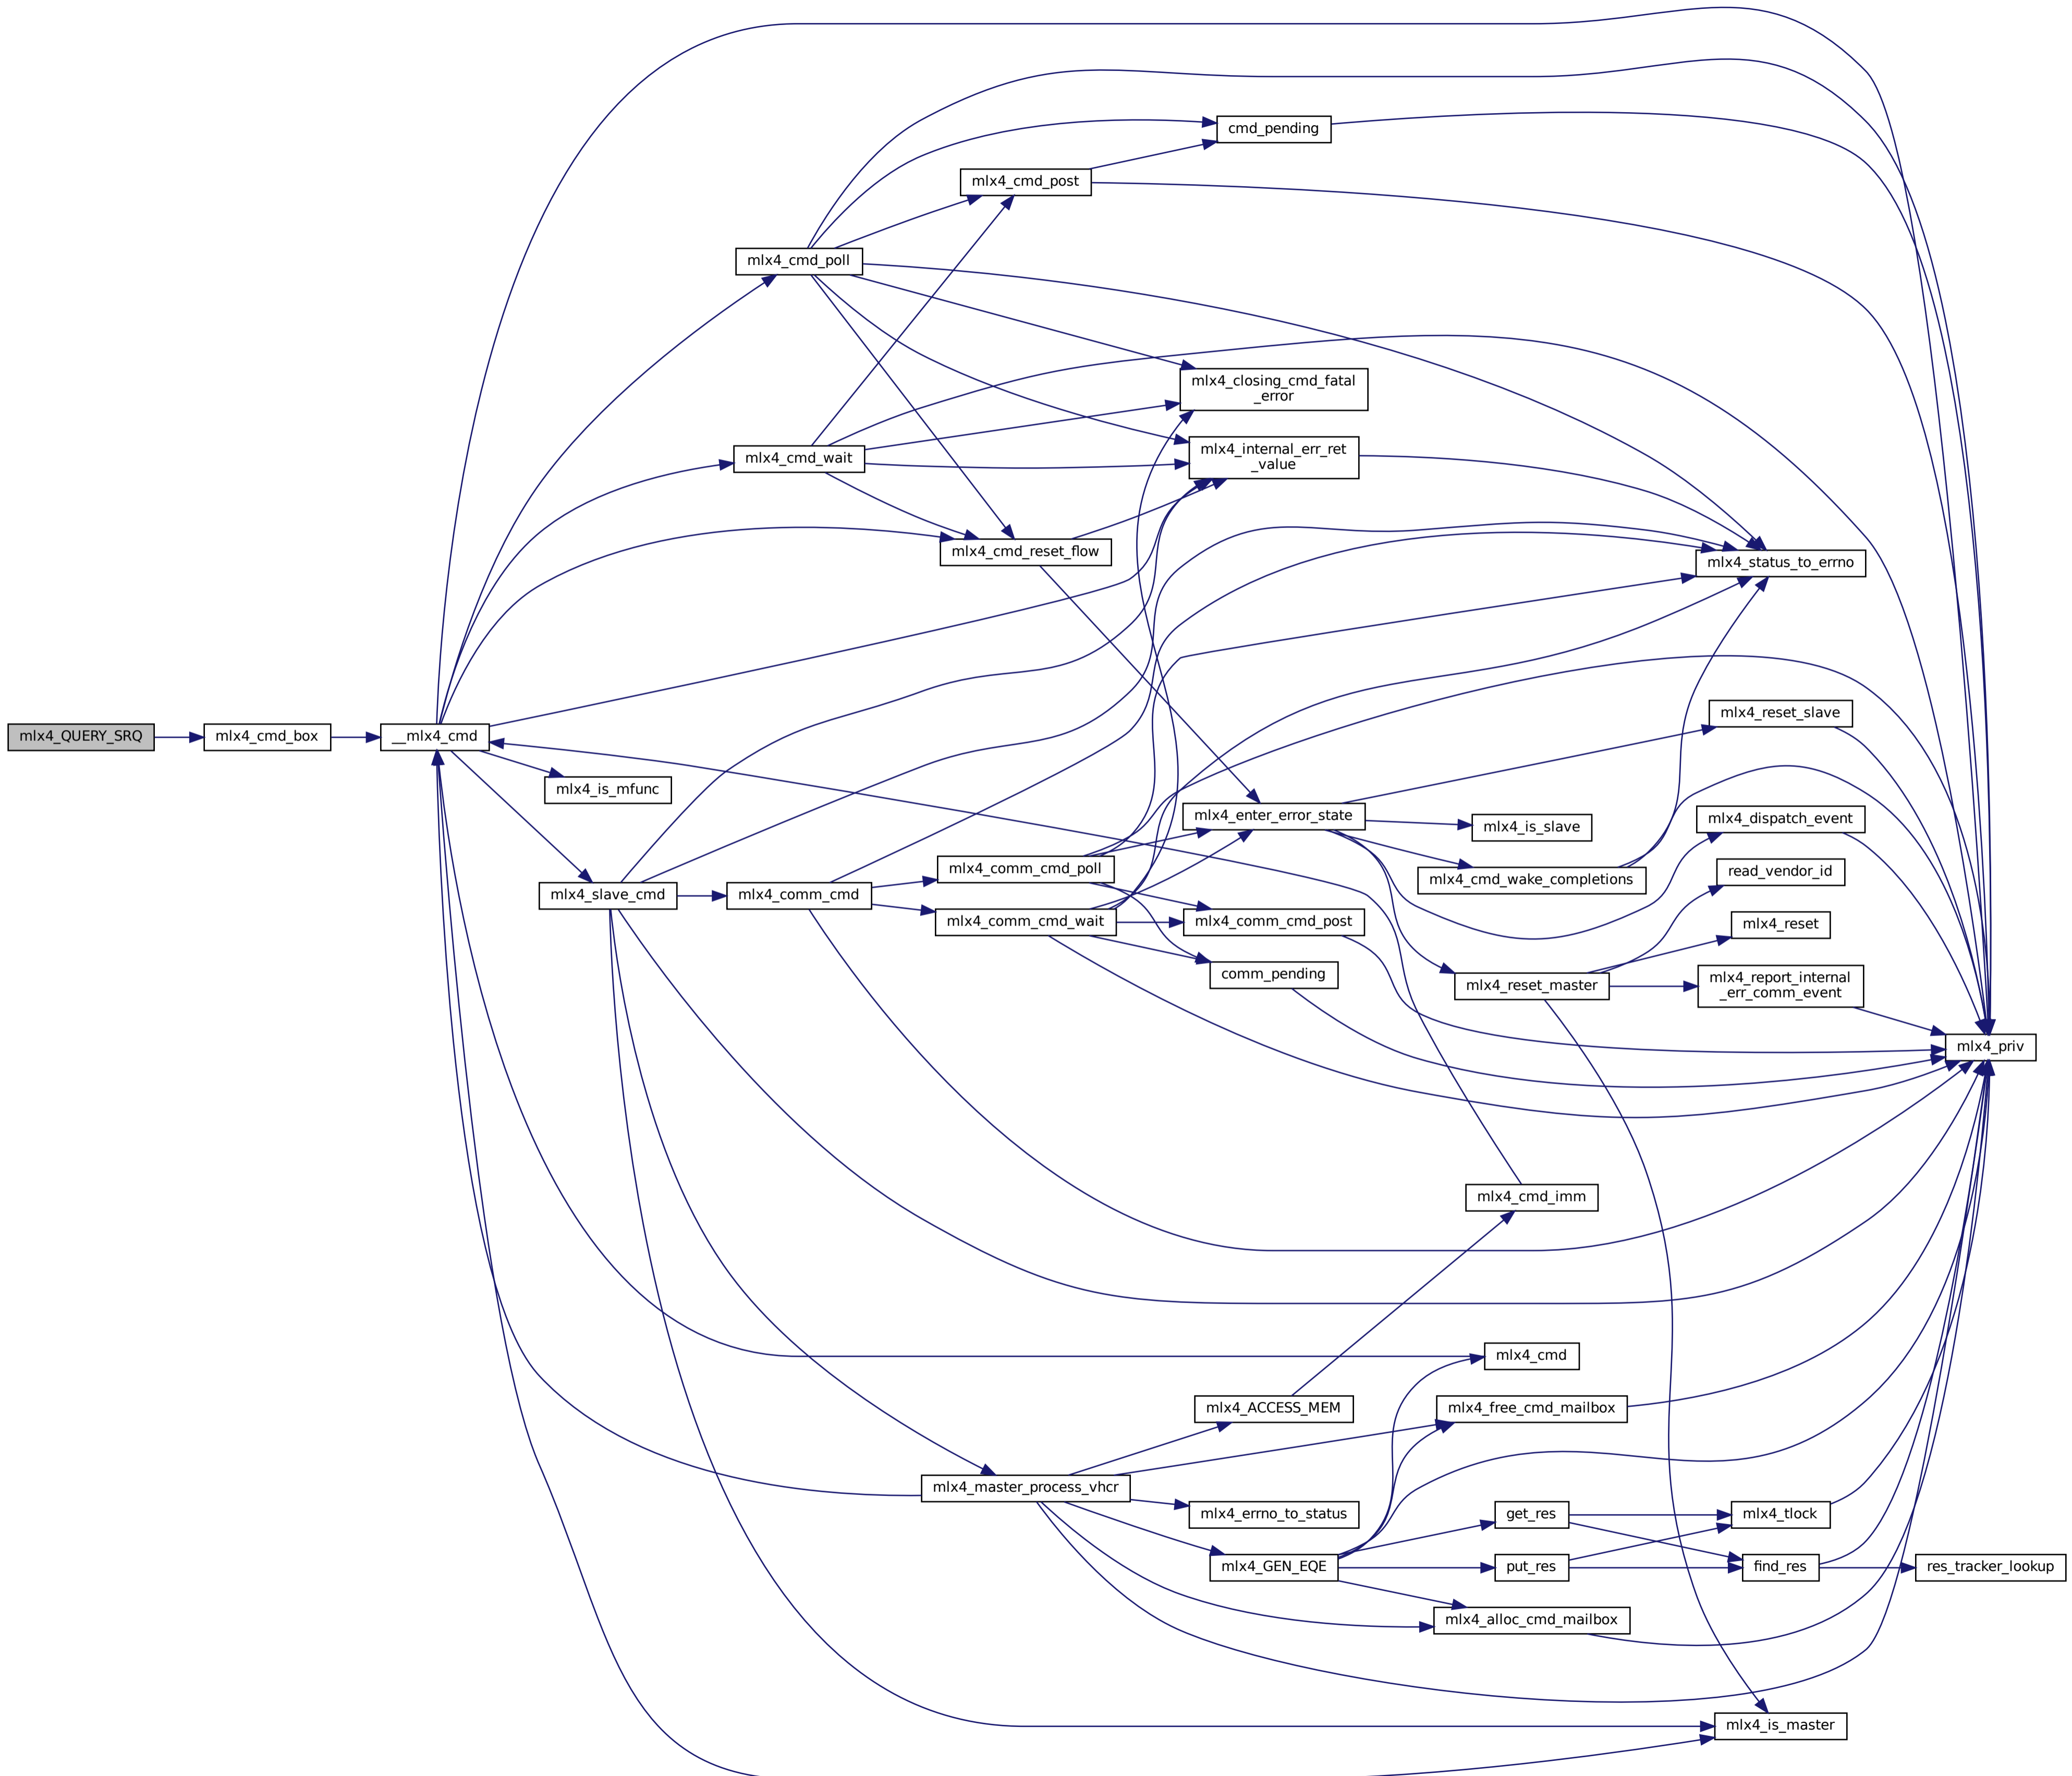 cmd_pending
mlx4_cmd_post
mlx4_cmd_poll
mlx4_closing_cmd_fatal
_error
mlx4_cmd_wait
mlx4_internal_err_ret
_value
mlx4_cmd_reset_flow
mlx4_status_to_errno
mlx4_QUERY_SRQ
mlx4_cmd_box
__mlx4_cmd
mlx4_reset_slave
mlx4_is_mfunc
mlx4_enter_error_state
mlx4_is_slave
mlx4_dispatch_event
mlx4_comm_cmd_poll
mlx4_cmd_wake_completions
read_vendor_id
mlx4_slave_cmd
mlx4_comm_cmd
mlx4_comm_cmd_wait
mlx4_comm_cmd_post
mlx4_reset
comm_pending
mlx4_reset_master
mlx4_report_internal
_err_comm_event
mlx4_priv
mlx4_cmd_imm
mlx4_cmd
mlx4_ACCESS_MEM
mlx4_free_cmd_mailbox
mlx4_master_process_vhcr
mlx4_errno_to_status
get_res
mlx4_tlock
mlx4_GEN_EQE
put_res
find_res
res_tracker_lookup
mlx4_alloc_cmd_mailbox
mlx4_is_master